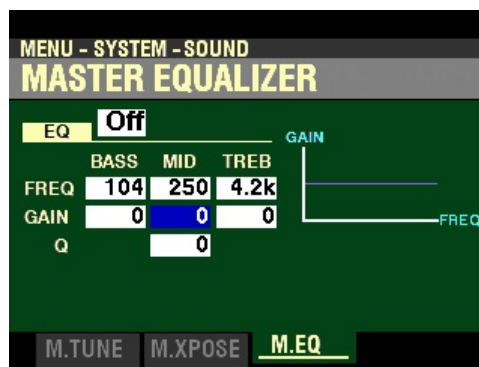 MENU - SYSTEM - SOUND
MASTER EQUALIZER
EQ Off
GAIN
BASS MID TREB
FREQ 104 250 4.2k
GAIN 0 0 0
FREQ
Q 0
M.TUNE M.XPOSE M.EQ